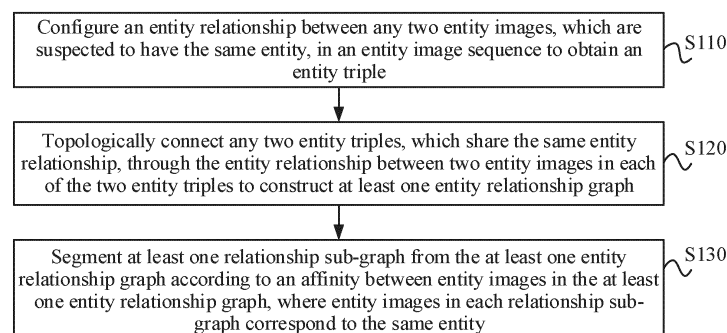 Configure an entity relationship between any two entity images, which are
suspected to have the same entity, in an entity image sequence to obtain an
entity triple
S110
Topologically connect any two entity triples, which share the same entity
relationship, through the entity relationship between two entity images in each
of the two entity triples to construct at least one entity relationship graph
S120
Segment at least one relationship sub-graph from the at least one entity
relationship graph according to an affinity between entity images in the at least
one entity relationship graph, where entity images in each relationship sub-
graph correspond to the same entity
S130